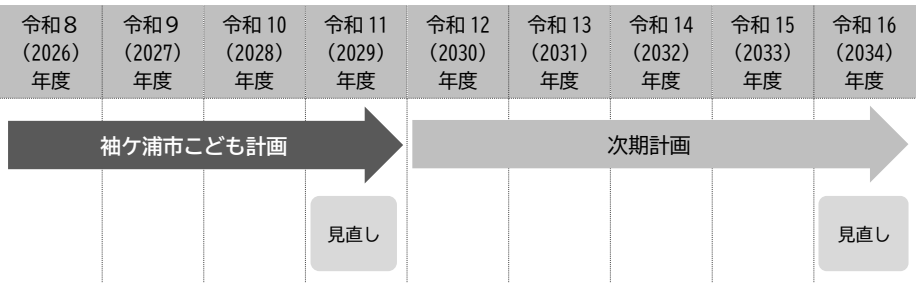 令和８ 令和９ 令和 10 令和 11 令和 12 令和 13 令和 14 令和 15 令和 16
（2026） （2027） （2028） （2029） （2030） （2031） （2032） （2033） （2034）
年度 年度 年度 年度 年度 年度 年度 年度 年度
袖ケ浦市こども計画 次期計画
見直し 見直し